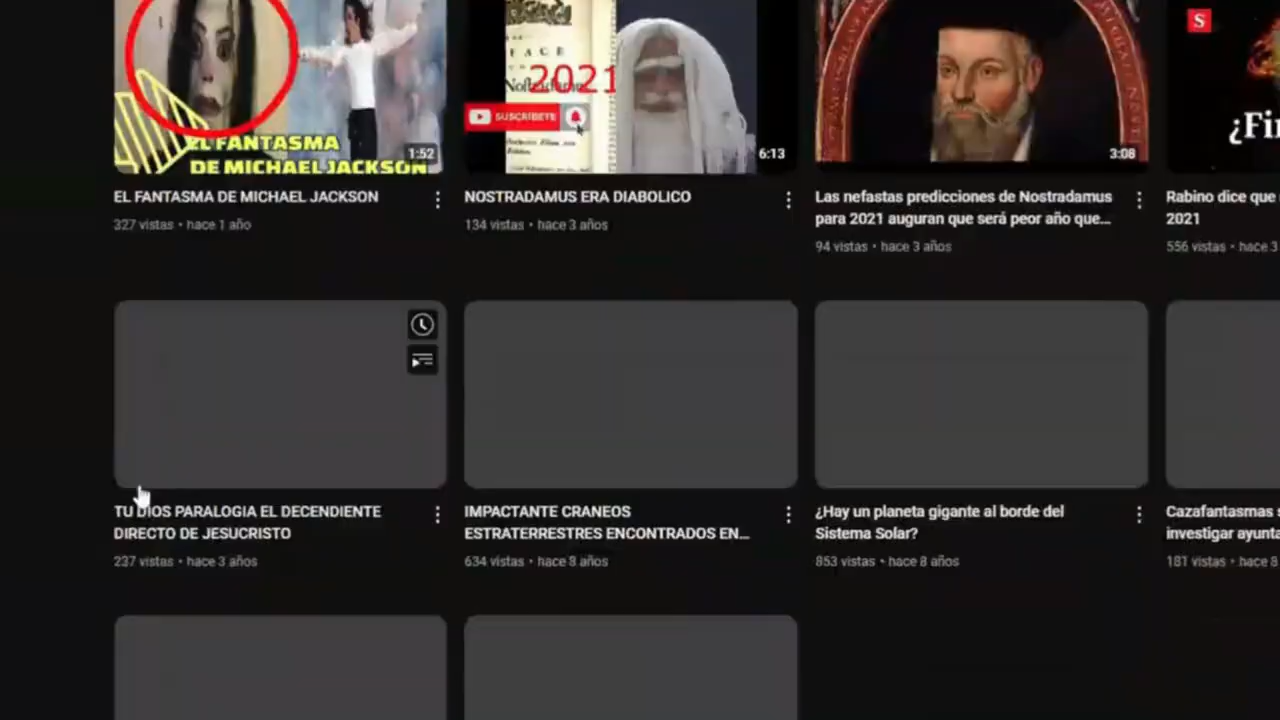 EL FANTASMA
DE MICHAEL JACKSON
1:52
FACE
2021
SUSCRIBETE
6:13
3:08
S
¿Fi
EL FANTASMA DE MICHAEL JACKSON
327 vistas • hace 1 año
NOSTRADAMUS ERA DIABOLICO
134 vistas • hace 3 años
Las nefastas predicciones de Nostradamus
para 2021 auguran que será peor año que...
94 vistas • hace 3 años
Rabino dice que
2021
556 vistas • hace 3
TU DIOS PARALOGIA EL DECENDIENTE
DIRECTO DE JESUCRISTO
237 vistas • hace 3 años
IMPACTANTE CRANEOS
ESTRATERRESTRES ENCONTRADOS EN...
634 vistas • hace 8 años
¿Hay un planeta gigante al borde del
Sistema Solar?
853 vistas • hace 8 años
Cazafantasmas s
investigar ayunta
181 vistas • hace 8